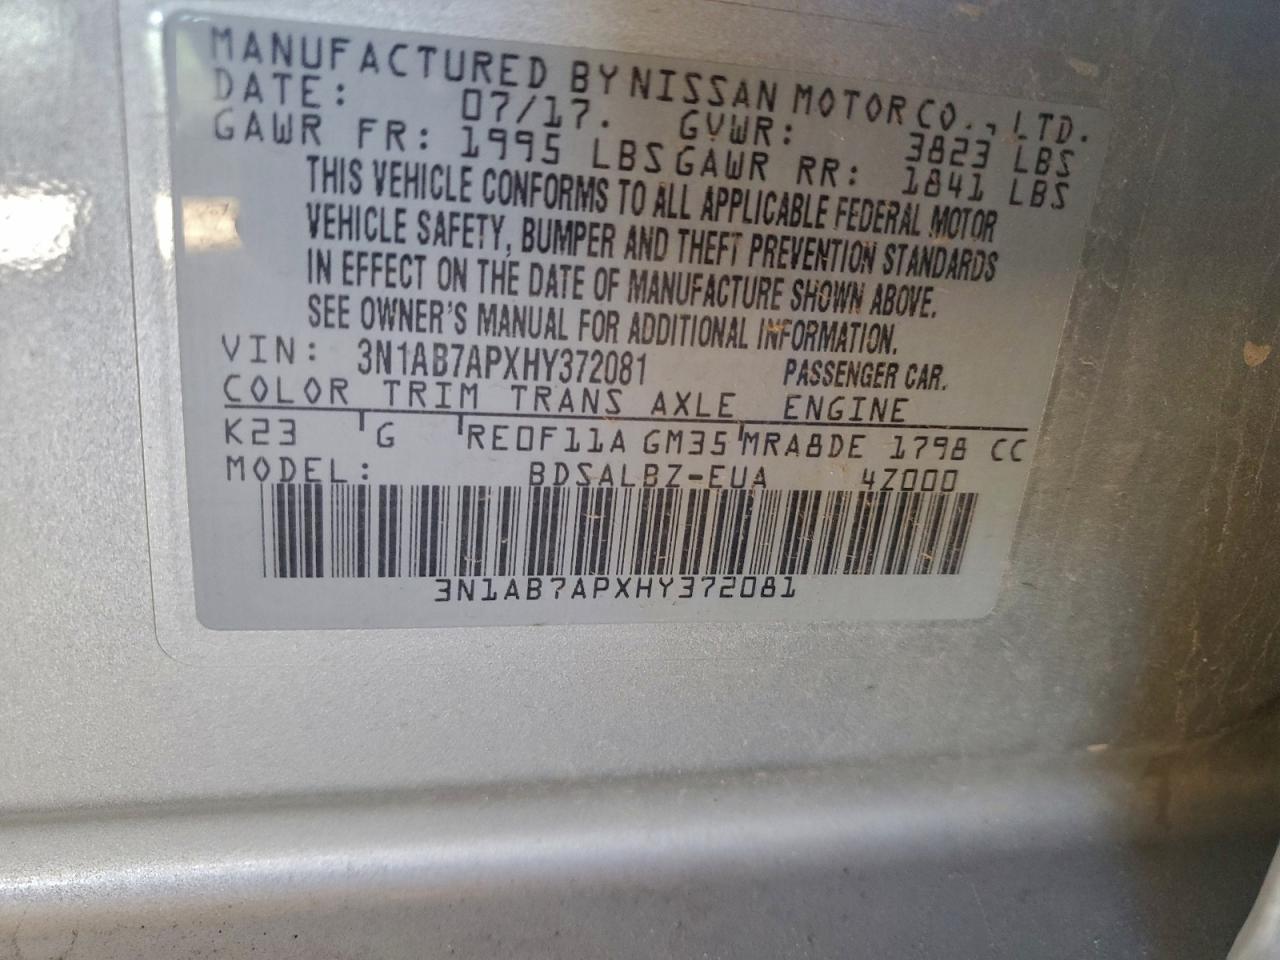 MANUFACTURED BY NISSAN MOTOR CO., LTD.
DATE: 07/17. GVWR: 3823 LBS
GAWR FR: 1995 LBS GAWR RR: 1841 LBS
THIS VEHICLE CONFORMS TO ALL APPLICABLE FEDERAL MOTOR
VEHICLE SAFETY, BUMPER AND THEFT PREVENTION STANDARDS
IN EFFECT ON THE DATE OF MANUFACTURE SHOWN ABOVE.
SEE OWNER'S MANUAL FOR ADDITIONAL INFORMATION.
VIN: 3N1AB7APXHY372081 PASSENGER CAR.
COLOR TRIM TRANS AXLE ENGINE
K23 G RE0F11A GM35 MRA8DE 1798 CC
MODEL: BDSALBZ-EUA 4Z000
3N1AB7APXHY372081